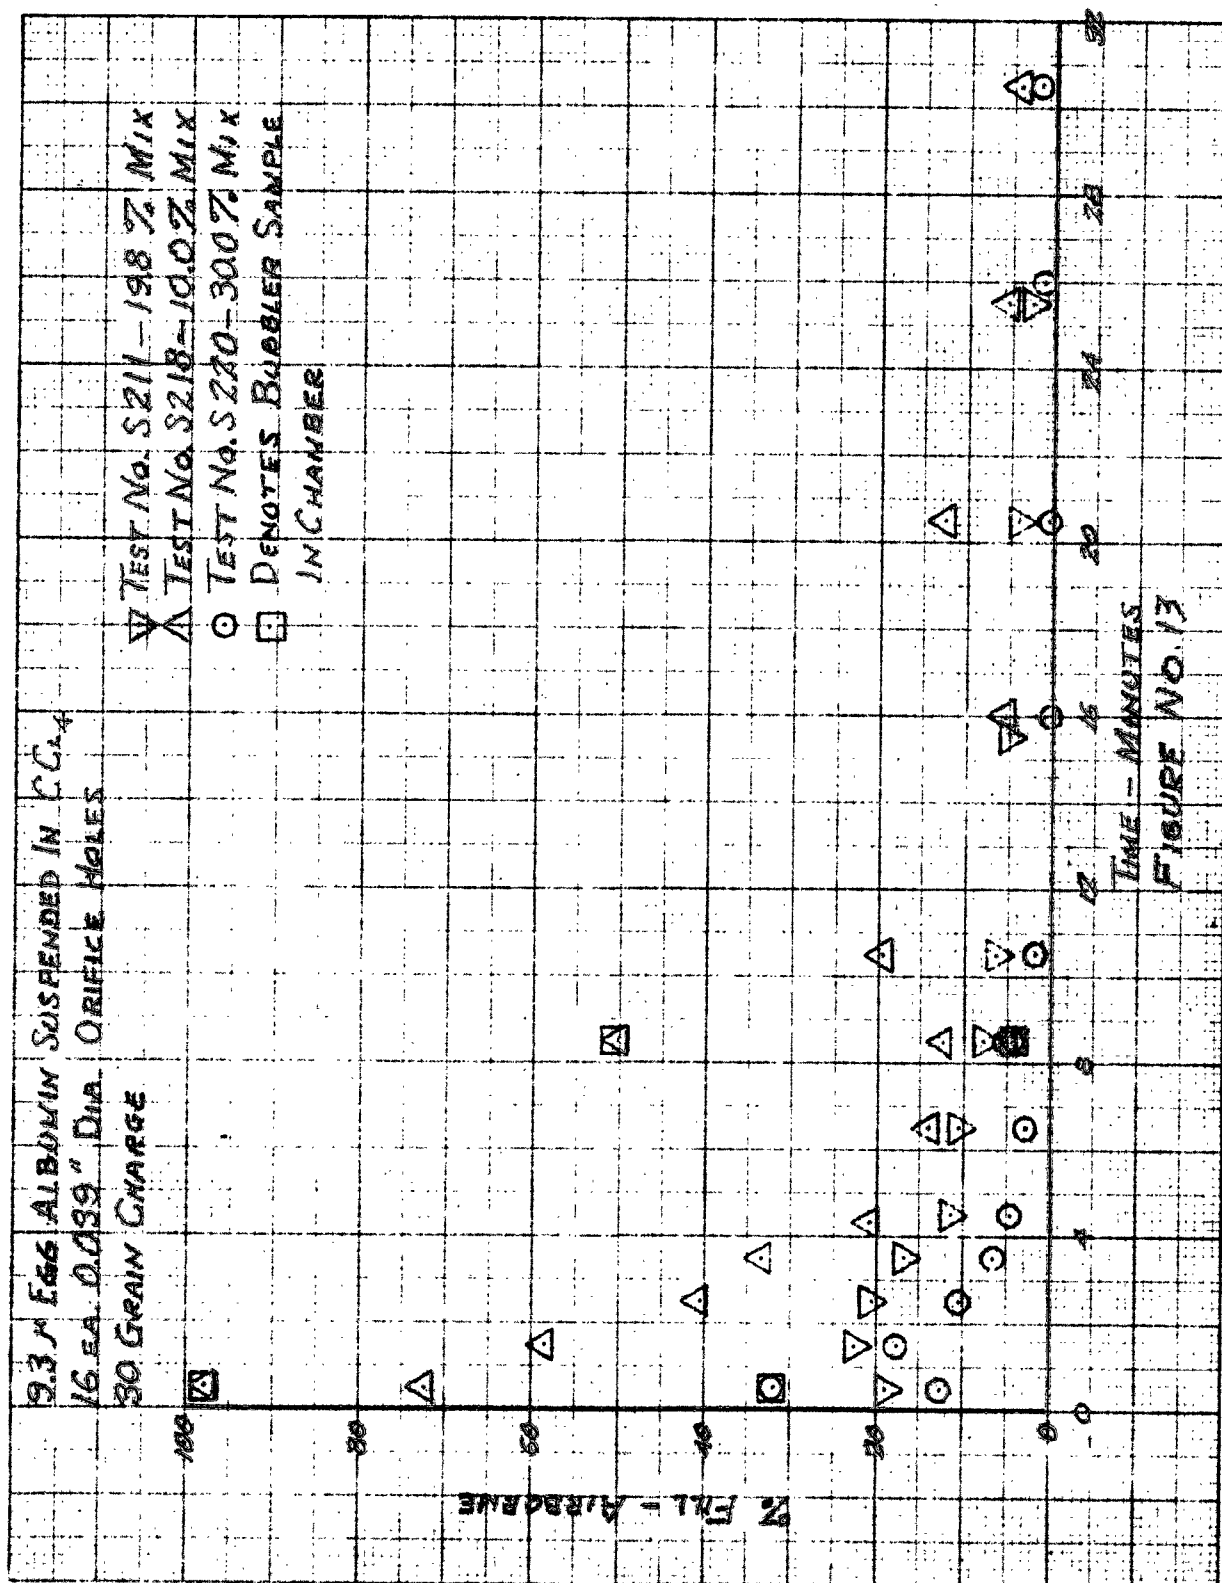 9.3 μ EGG ALBUMIN SUSPENDED IN C.CL4
16 EA. 0.039" DIA. ORIFICE HOLES
30 GRAIN CHARGE
TEST NO. S211-19.8 % MIX
TEST NO. S218-10.0 % MIX
TEST NO. S220-30.0 % MIX
DENOTES BUBBLER SAMPLE
IN CHAMBER
% FILL - AIRBORNE
100
80
60
40
20
0
0
4
8
12
16
20
24
28
32
TIME - MINUTES
FIGURE NO. 13